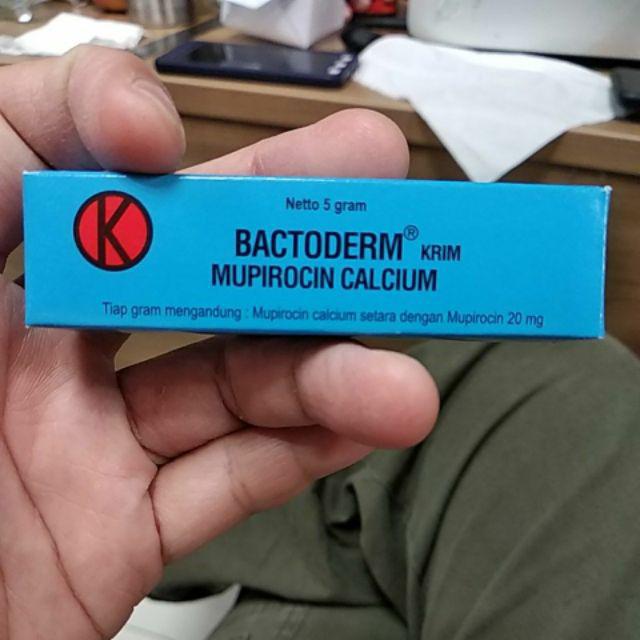 K
Netto 5 gram
BACTODERM® KRIM
MUPIROCIN CALCIUM
Tiap gram mengandung : Mupirocin calcium setara dengan Mupirocin 20 mg